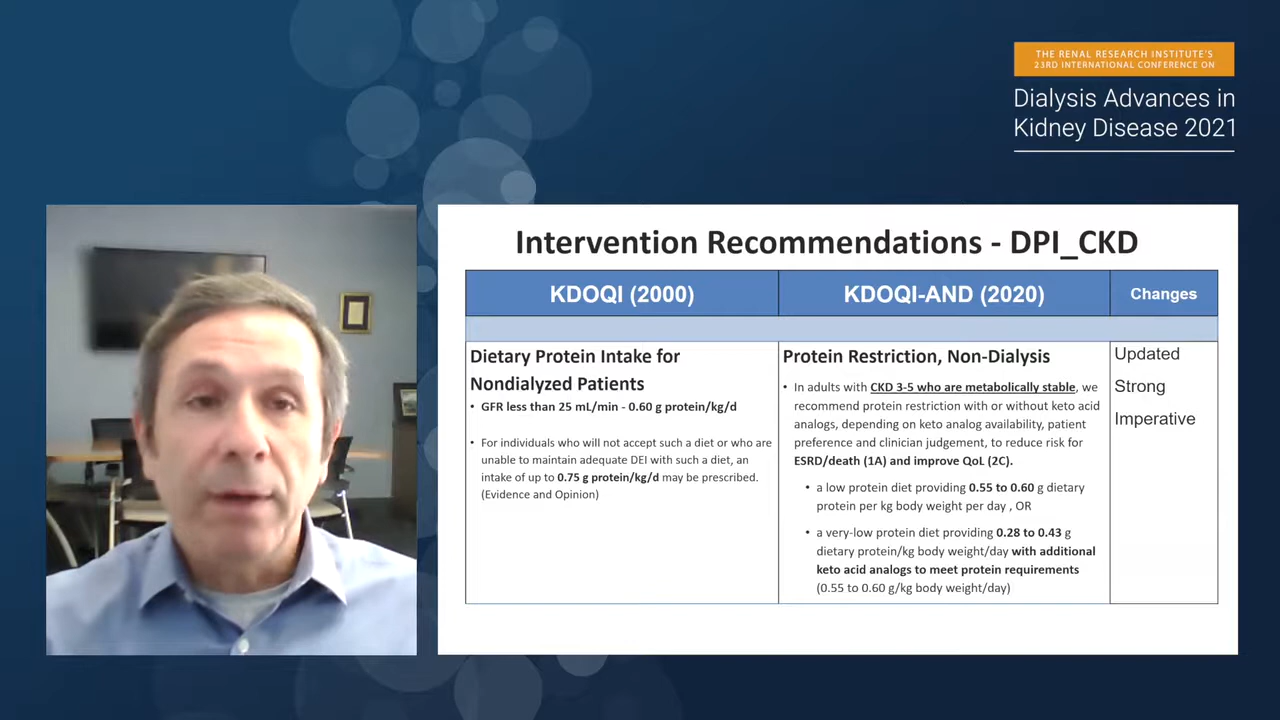 THE RENAL RESEARCH INSTITUTE'S
23RD INTERNATIONAL CONFERENCE ON
Dialysis Advances in
Kidney Disease 2021
Intervention Recommendations - DPI_CKD
KDOQI (2000)
KDOQI-AND (2020)
Changes
Dietary Protein Intake for
Nondialyzed Patients
• GFR less than 25 mL/min - 0.60 g protein/kg/d
• For individuals who will not accept such a diet or who are
unable to maintain adequate DEI with such a diet, an
intake of up to 0.75 g protein/kg/d may be prescribed.
(Evidence and Opinion)
Protein Restriction, Non-Dialysis
• In adults with CKD 3-5 who are metabolically stable, we
recommend protein restriction with or without keto acid
analogs, depending on keto analog availability, patient
preference and clinician judgement, to reduce risk for
ESRD/death (1A) and improve QoL (2C).
• a low protein diet providing 0.55 to 0.60 g dietary
protein per kg body weight per day , OR
• a very-low protein diet providing 0.28 to 0.43 g
dietary protein/kg body weight/day with additional
keto acid analogs to meet protein requirements
(0.55 to 0.60 g/kg body weight/day)
Updated
Strong
Imperative